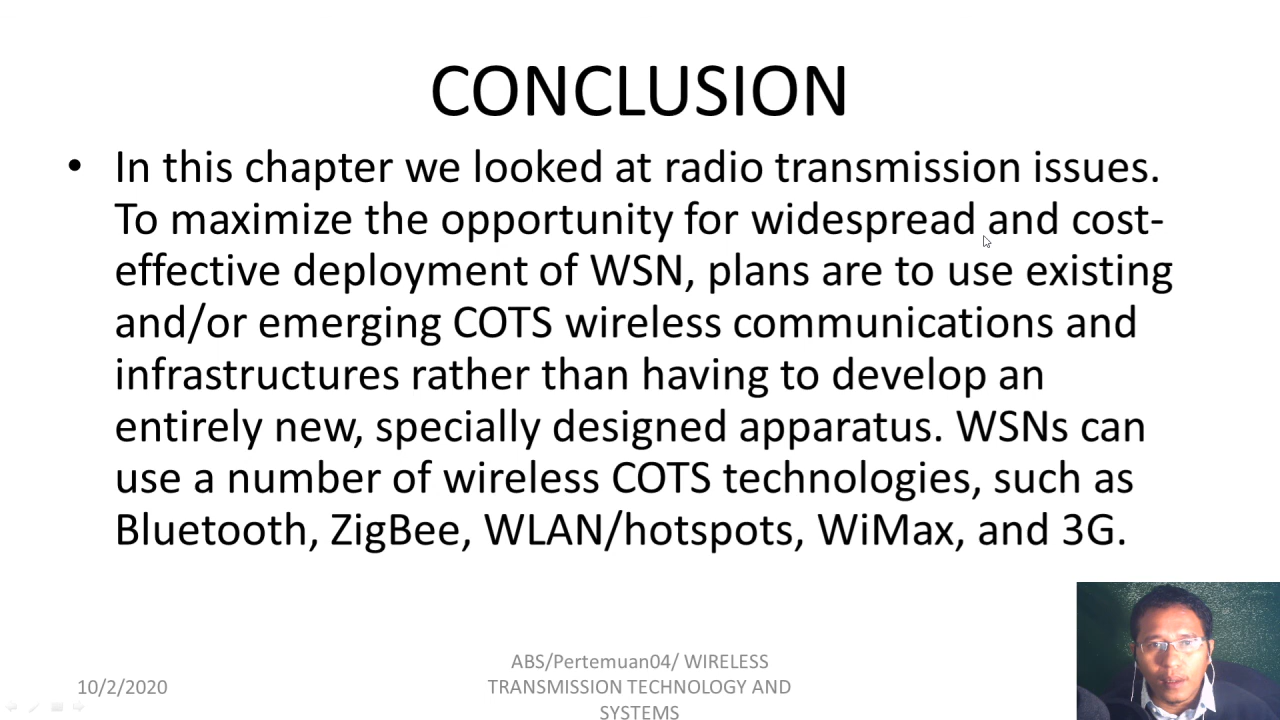 CONCLUSION
• In this chapter we looked at radio transmission issues.
To maximize the opportunity for widespread and cost-
effective deployment of WSN, plans are to use existing
and/or emerging COTS wireless communications and
infrastructures rather than having to develop an
entirely new, specially designed apparatus. WSNs can
use a number of wireless COTS technologies, such as
Bluetooth, ZigBee, WLAN/hotspots, WiMax, and 3G.
10/2/2020
ABS/Pertemuan04/ WIRELESS
TRANSMISSION TECHNOLOGY AND
SYSTEMS